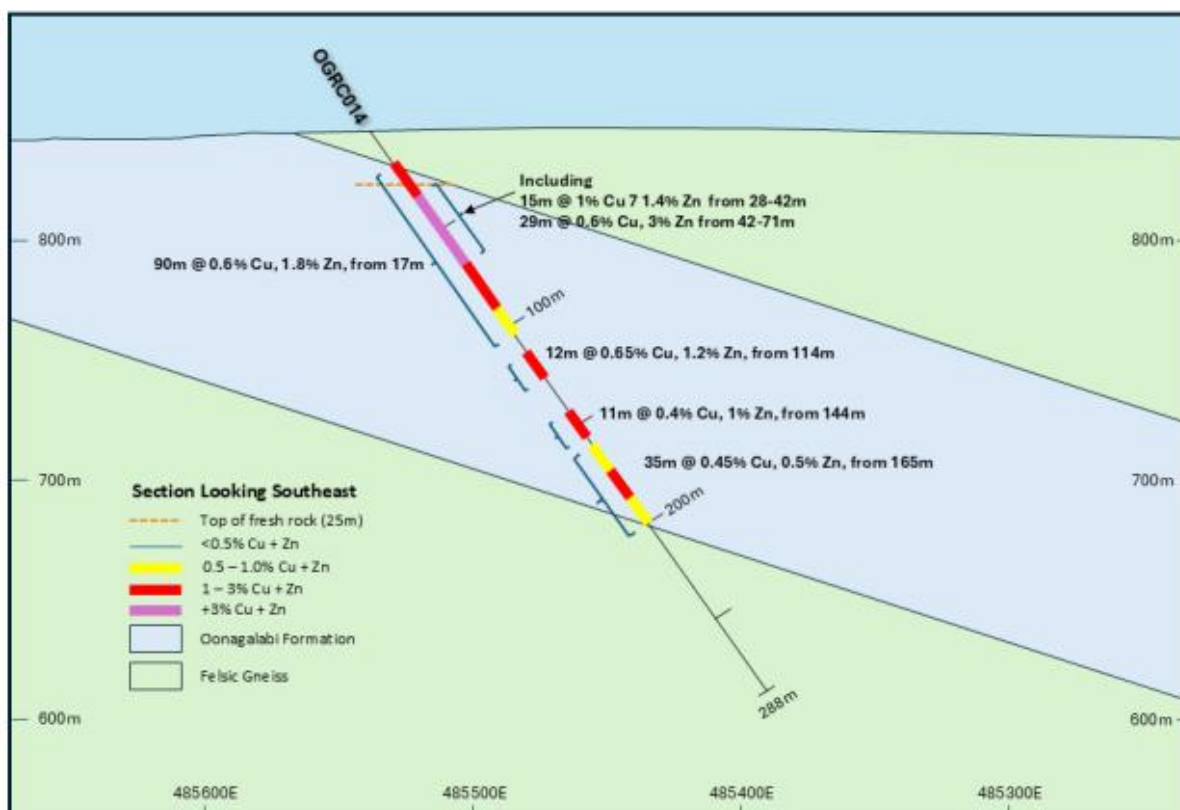 OGRC014
Including
15m @ 1% Cu 7 1.4% Zn from 28-42m
29m @ 0.6% Cu, 3% Zn from 42-71m
800m
800m
90m @ 0.6% Cu, 1.8% Zn, from 17m
100m
12m @ 0.65% Cu, 1.2% Zn, from 114m
11m @ 0.4% Cu, 1% Zn, from 144m
35m @ 0.45% Cu, 0.5% Zn, from 165m
700m
700m
200m
Section Looking Southeast
Top of fresh rock (25m)
<0.5% Cu + Zn
0.5 – 1.0% Cu + Zn
1 – 3% Cu + Zn
+3% Cu + Zn
Oonagalabi Formation
Felsic Gneiss
288m
600m
600m
485600E
485500E
485400E
485300E